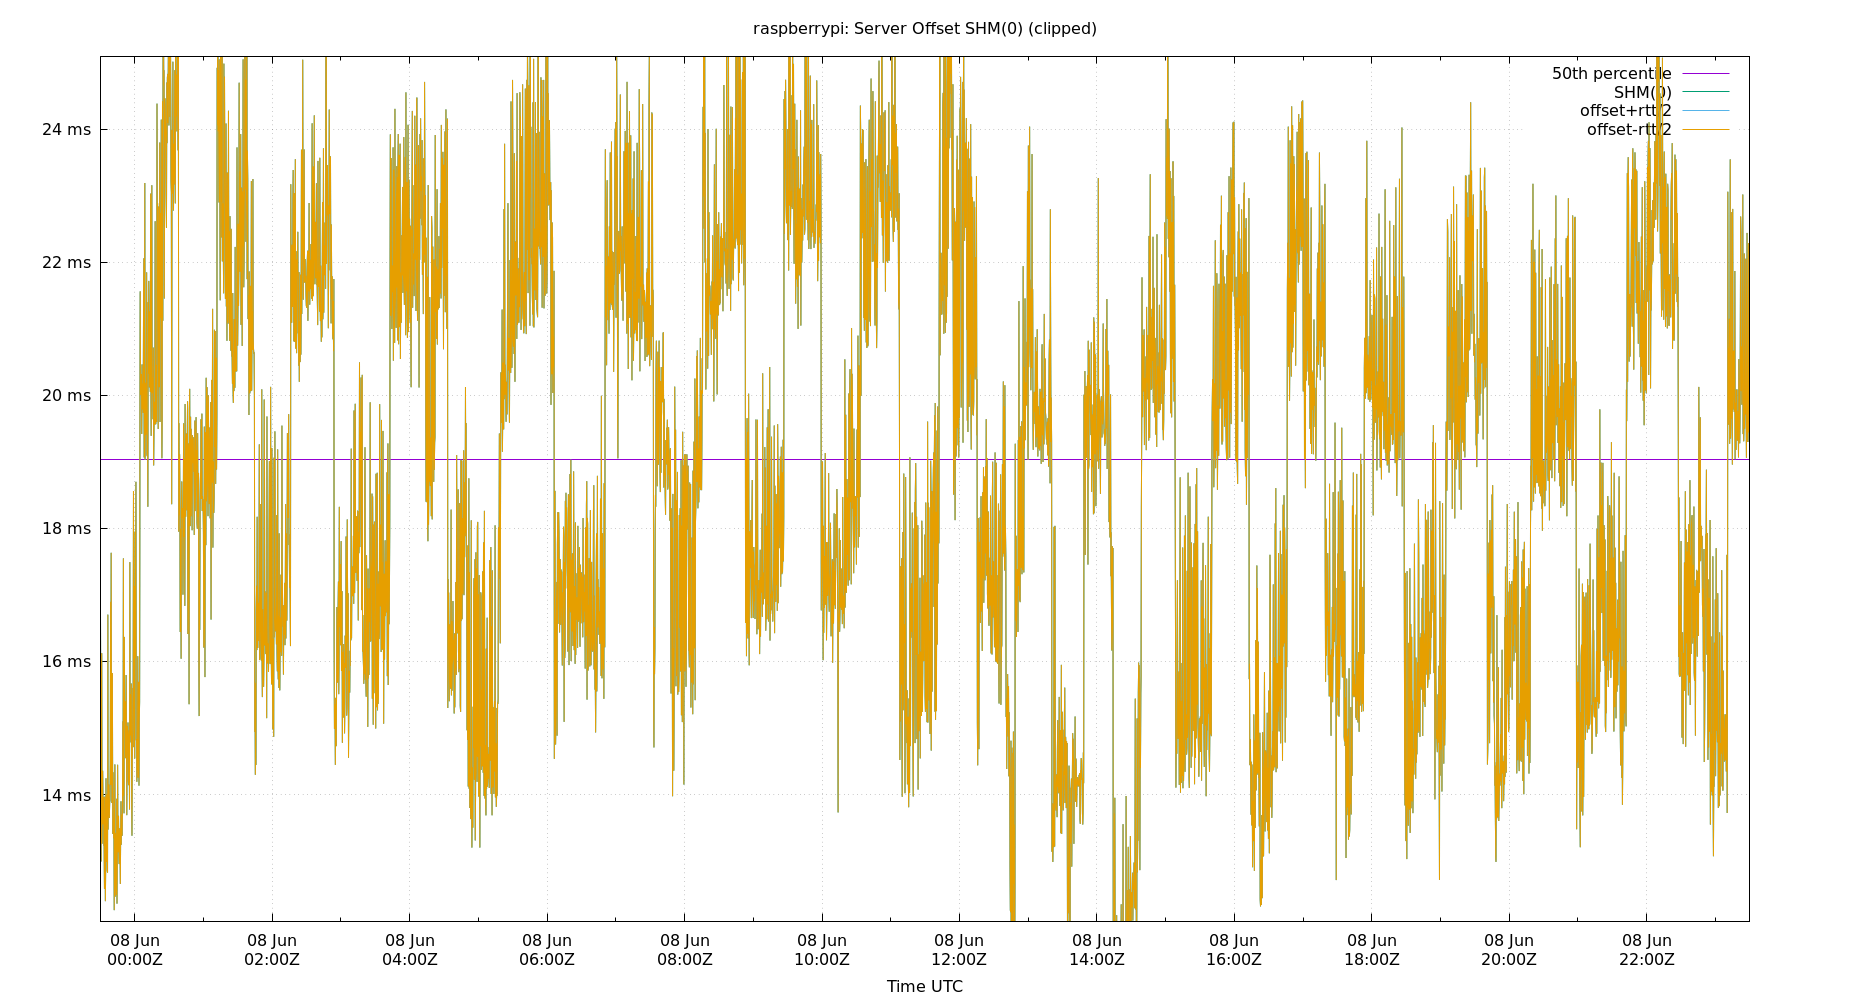 raspberrypi: Server Offset SHM(0) (clipped)
50th percentile
SHM(0)
offset+rtt/2
offset-rtt/2
24 ms
22 ms
20 ms
18 ms
16 ms
14 ms
08 Jun 08 Jun 08 Jun 08 Jun 08 Jun 08 Jun 08 Jun 08 Jun 08 Jun 08 Jun 08 Jun 08 Jun
00:00Z 02:00Z 04:00Z 06:00Z 08:00Z 10:00Z 12:00Z 14:00Z 16:00Z 18:00Z 20:00Z 22:00Z
Time UTC